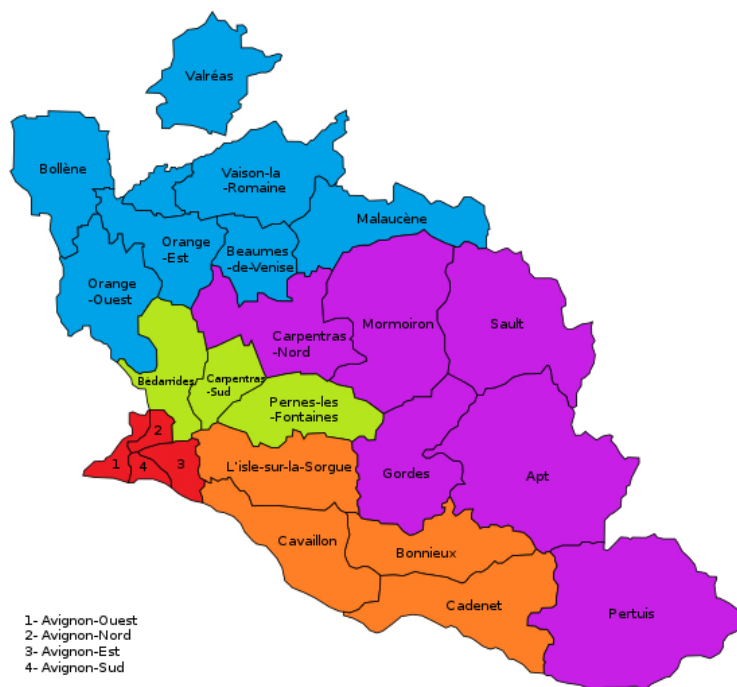 Valréas
Bollène
Vaison-la
-Romaine
Malaucène
Orange
-Est
Beaumes
-de-Venise
Orange
-Ouest
Mormoiron
Sault
Carpentras
-Nord
Bédarrides
Carpentras
-Sud
Pernes-les
-Fontaines
2
1
4
3
L'isle-sur-la-Sorgue
Gordes
Apt
Cavaillon
Bonnieux
Cadenet
Pertuis
1- Avignon-Ouest
2- Avignon-Nord
3- Avignon-Est
4- Avignon-Sud